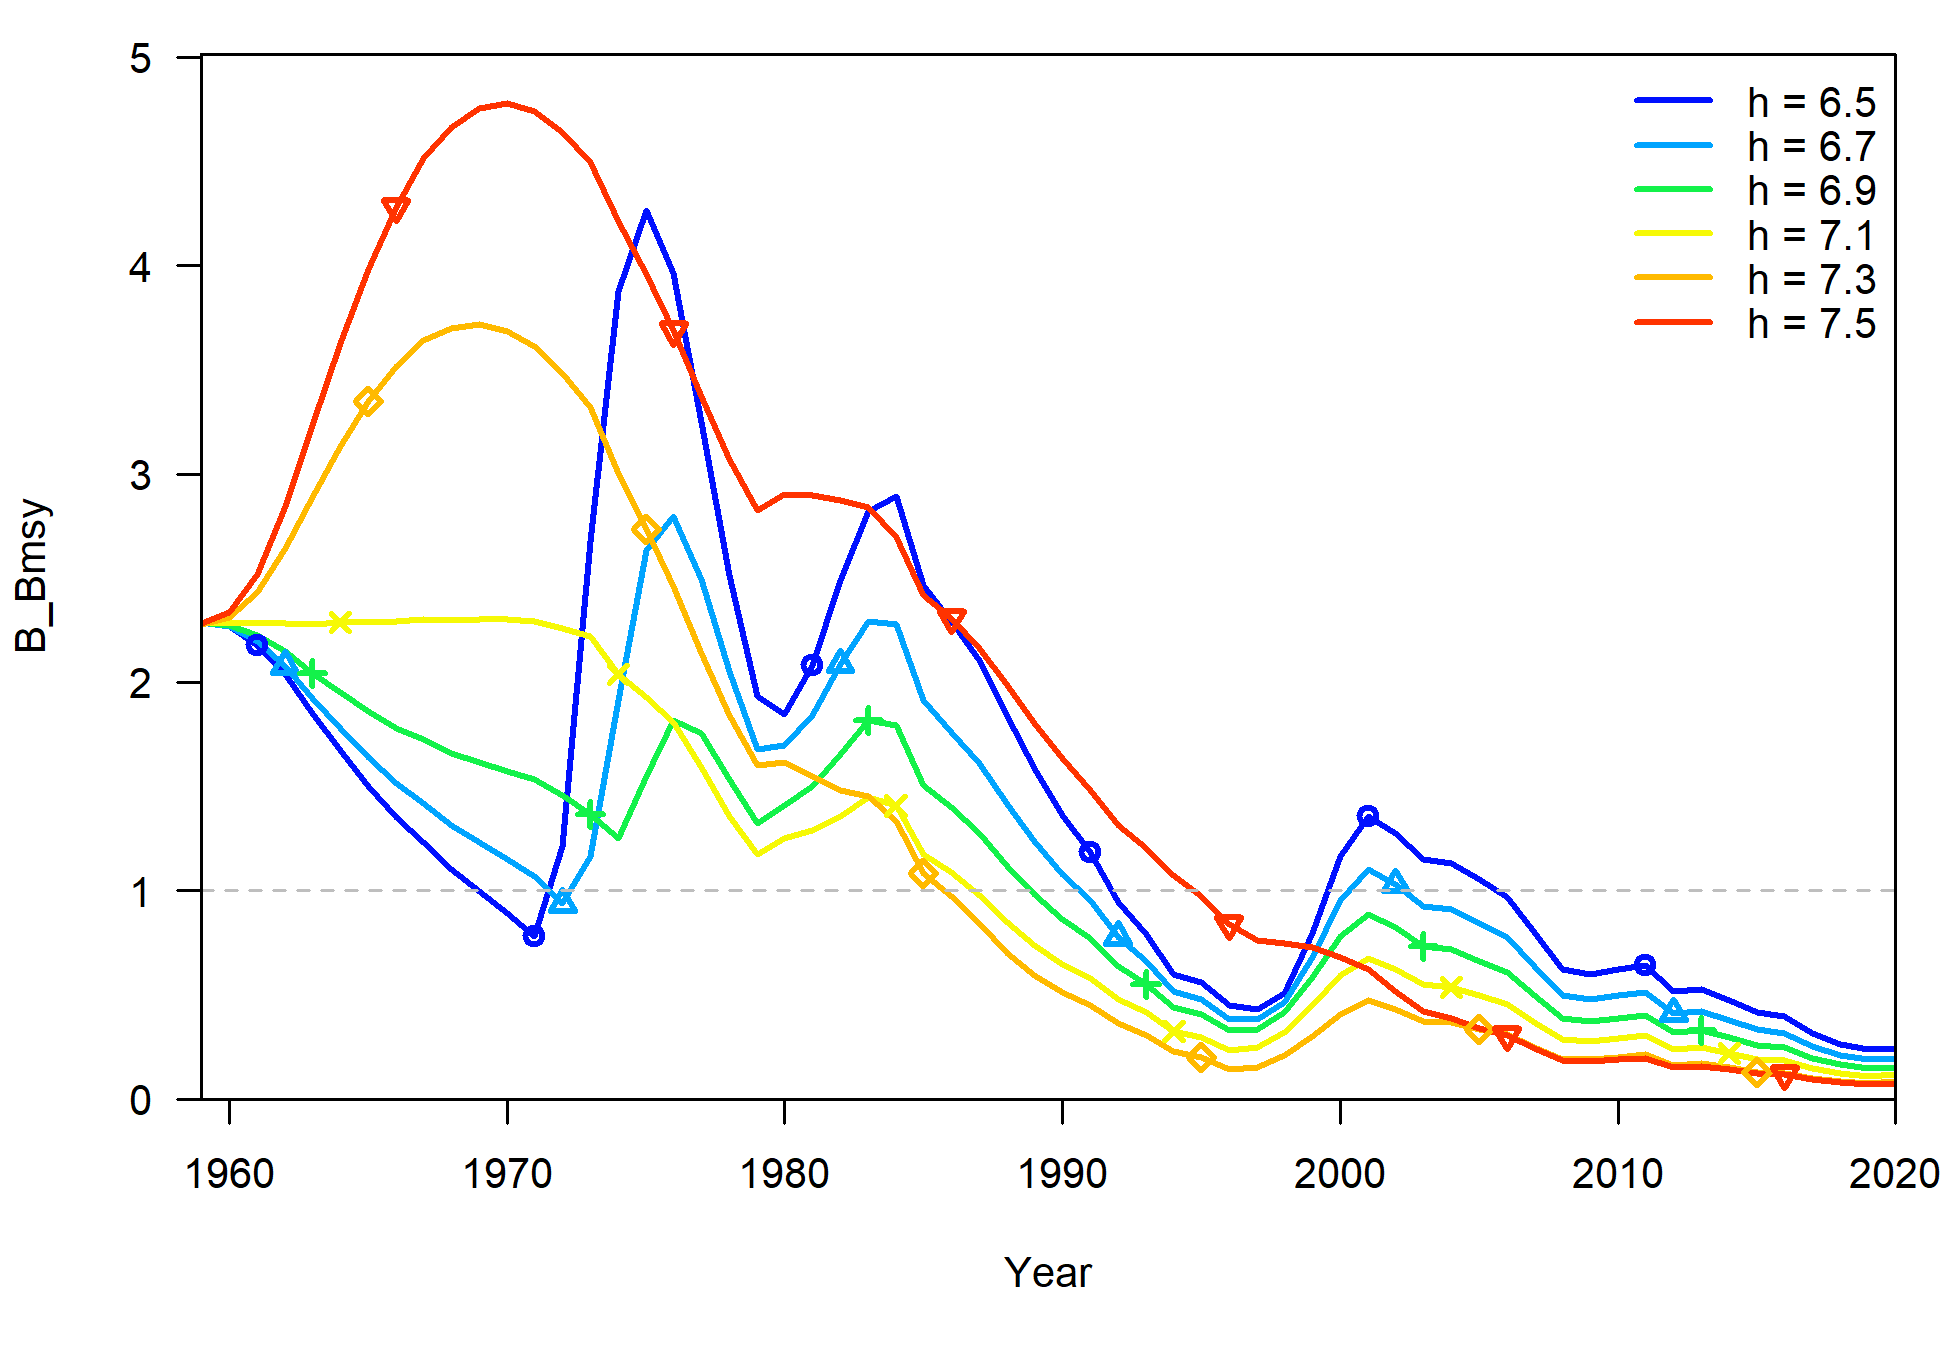 5
4
3
2
1
0
B_Bmsy
h = 6.5
h = 6.7
h = 6.9
h = 7.1
h = 7.3
h = 7.5
1960 1970 1980 1990 2000 2010 2020
Year